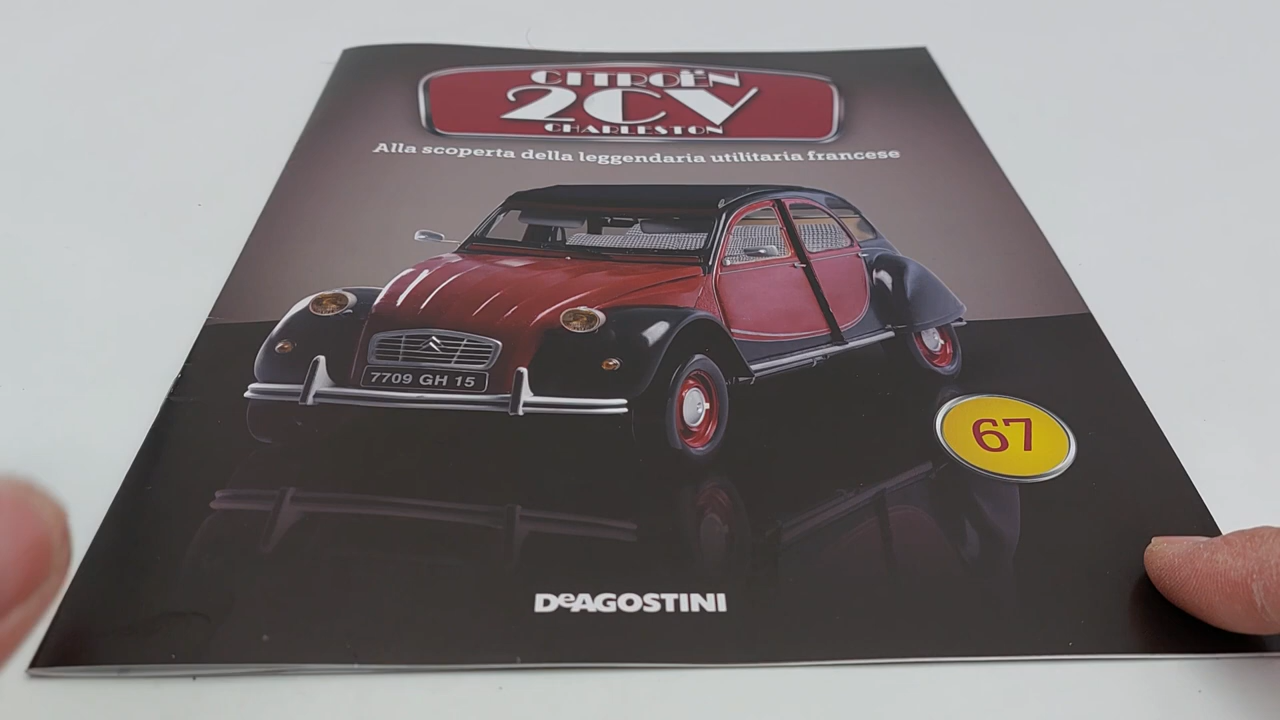 CITROËN
2CV
CHARLESTON
Alla scoperta della leggendaria utilitaria francese
7709 GH 15
67
DeAGOSTINI